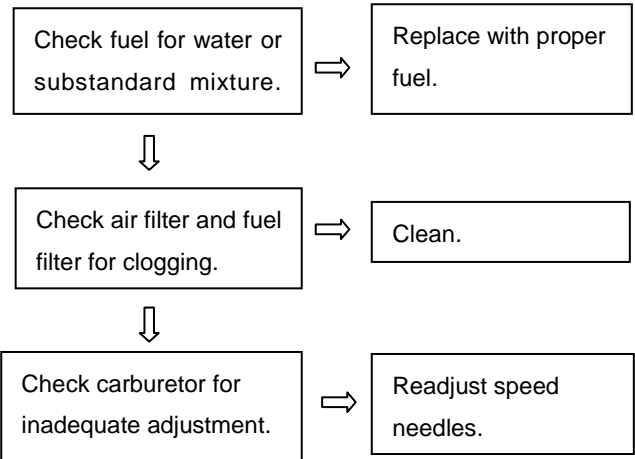 Check fuel for water or
substandard mixture.
Replace with proper
fuel.
Check air filter and fuel
filter for clogging.
Clean.
Check carburetor for
inadequate adjustment.
Readjust speed
needles.